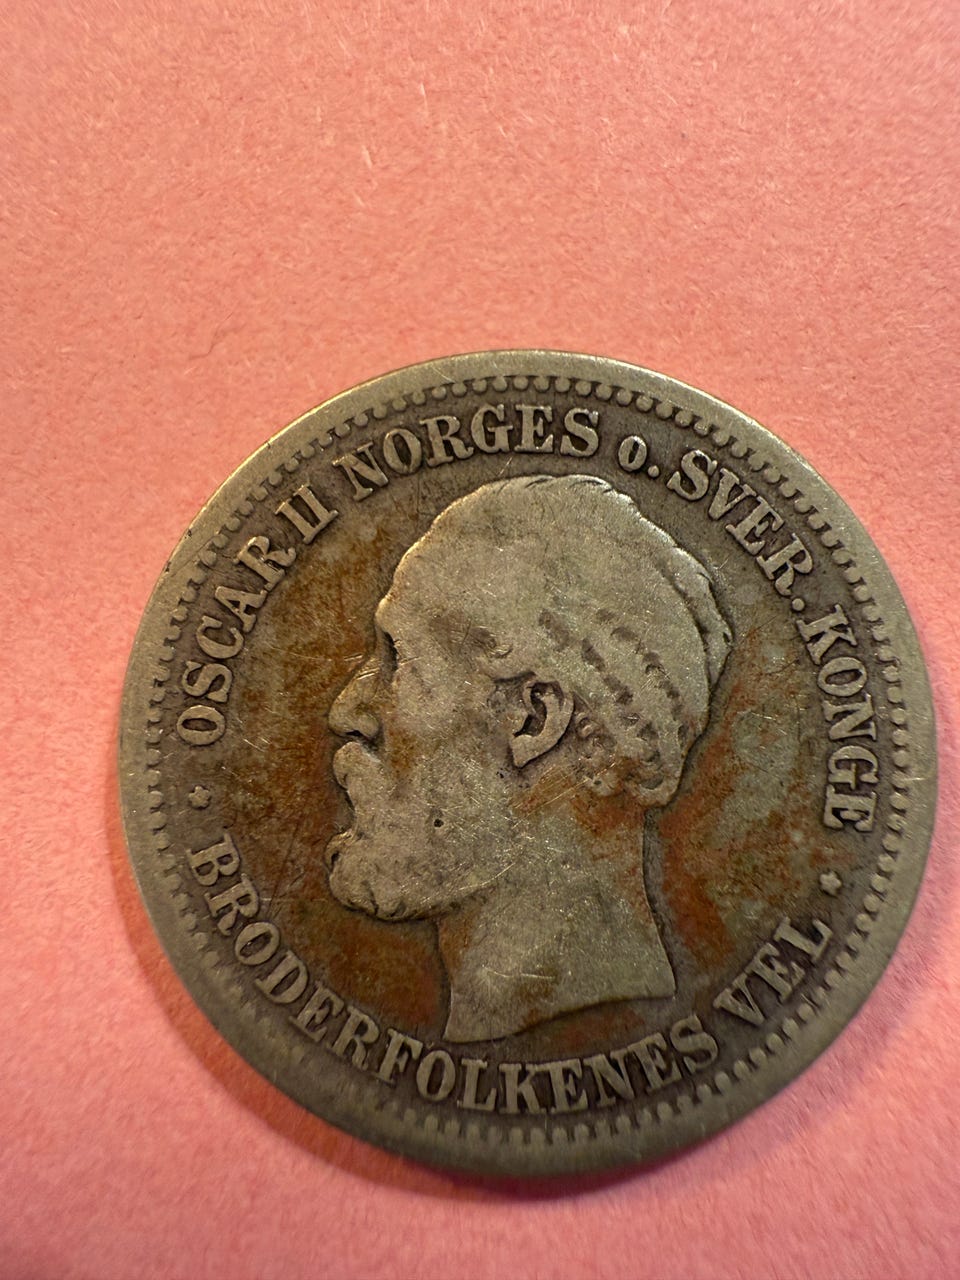 OSCAR II NORGES o. SVER. KONGE
BRODERFOLKENES VEL